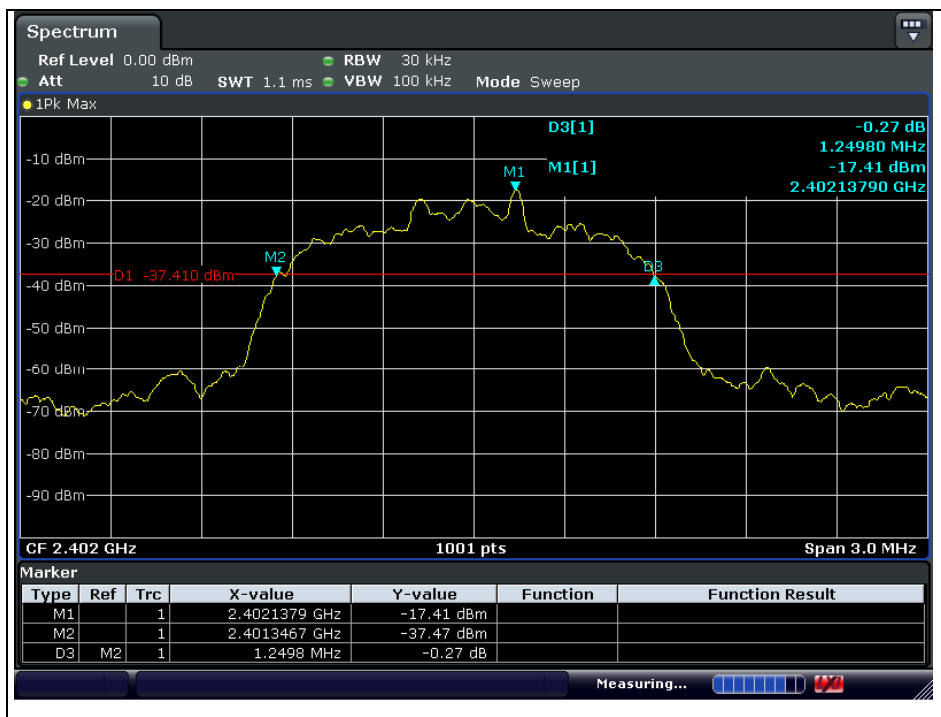 Spectrum
Ref Level 0.00 dBm RBW 30 kHz
Att 10 dB SWT 1.1 ms VBW 100 kHz Mode Sweep
1Pk Max
D3[1] -0.27 dB
1.24980 MHz
M1[1] -17.41 dBm
2.40213790 GHz
M1
-10 dBm
-20 dBm
-30 dBm
M2
D3
D1 -37.410 dBm
-40 dBm
-50 dBm
-60 dBm
-70 dBm
-80 dBm
-90 dBm
CF 2.402 GHz 1001 pts Span 3.0 MHz
Marker
Type Ref Trc X-value Y-value Function Function Result
M1 1 2.4021379 GHz -17.41 dBm
M2 1 2.4013467 GHz -37.47 dBm
D3 M2 1 1.2498 MHz -0.27 dB
Measuring...